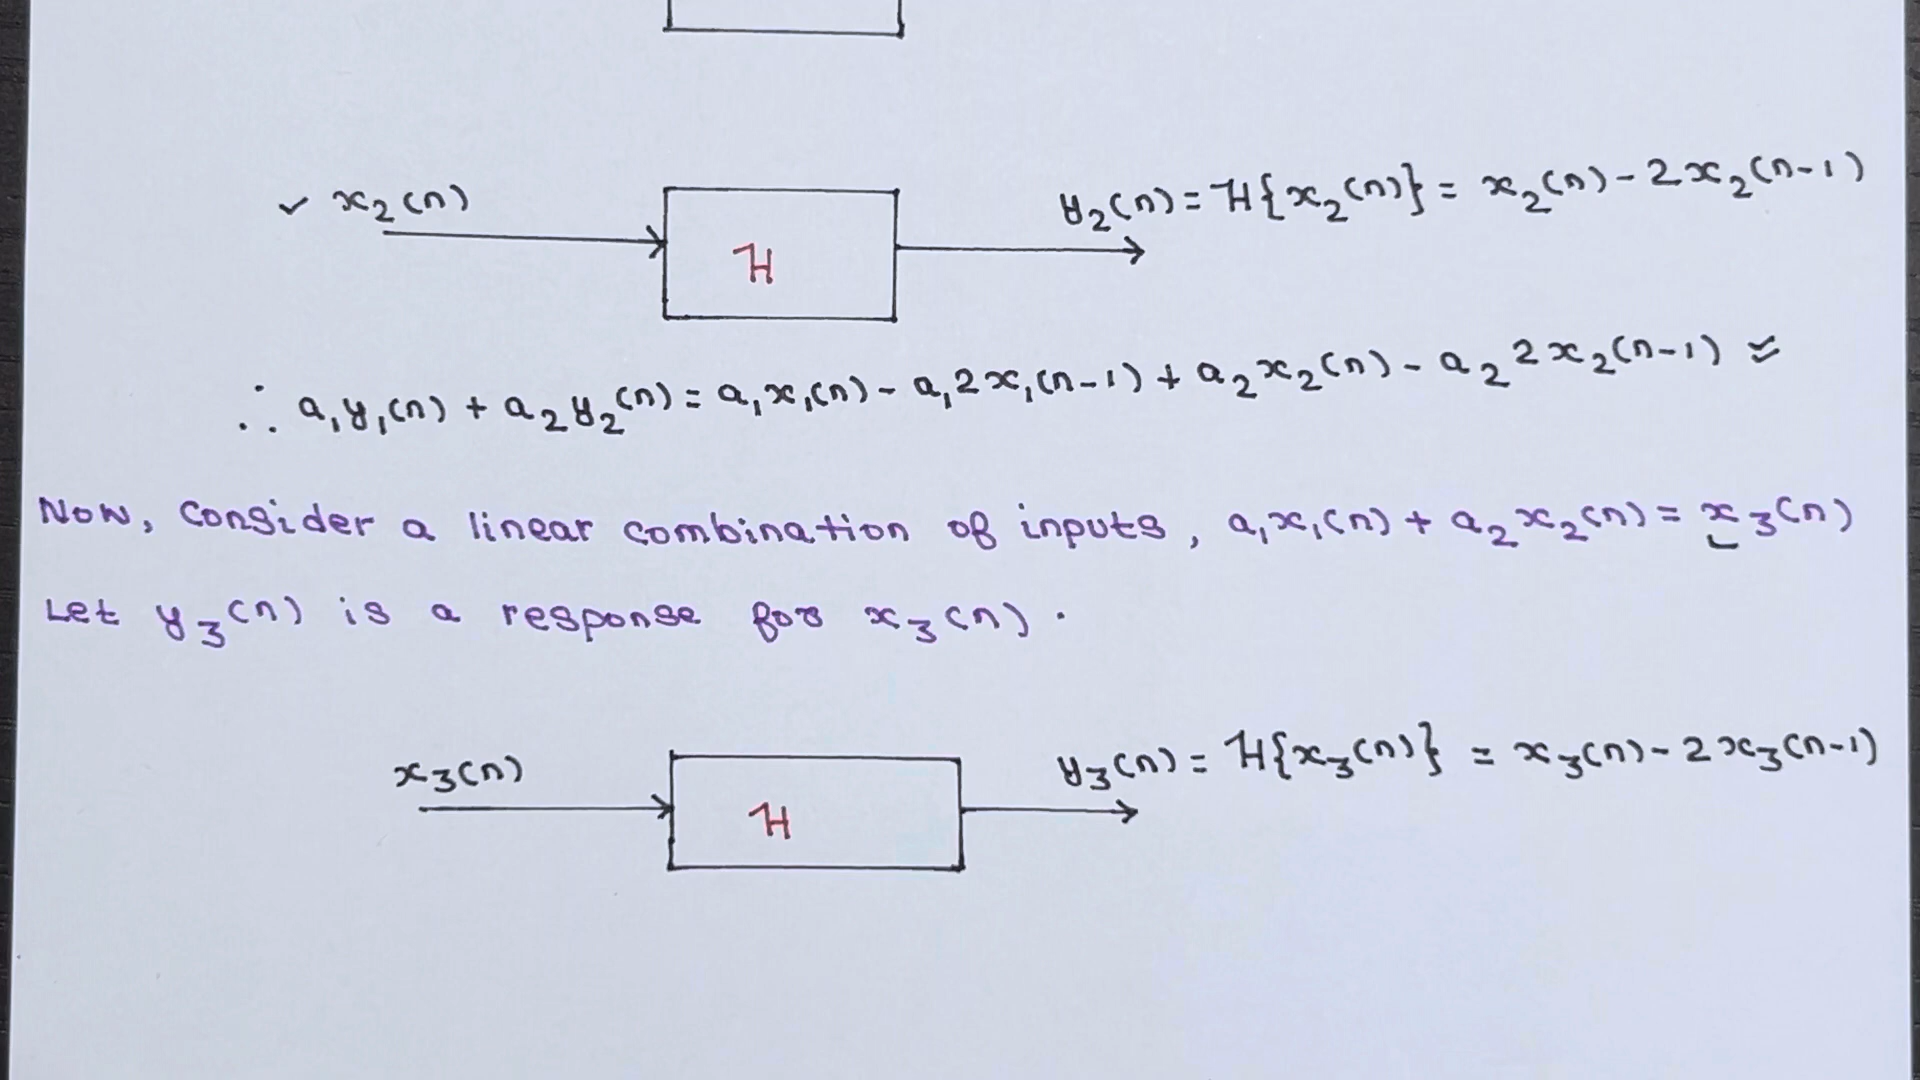 ✓ x₂(n)
y₂(n) = H{x₂(n)} = x₂(n) - 2x₂(n-1)
H
∴ a₁y₁(n) + a₂y₂(n) = a₁x₁(n) - a₁2x₁(n-1) + a₂x₂(n) - a₂2x₂(n-1)
Now, consider a linear combination of inputs, a₁x₁(n) + a₂x₂(n) = x₃(n)
Let y₃(n) is a response for x₃(n).
x₃(n)
y₃(n) = H{x₃(n)} = x₃(n) - 2x₃(n-1)
H